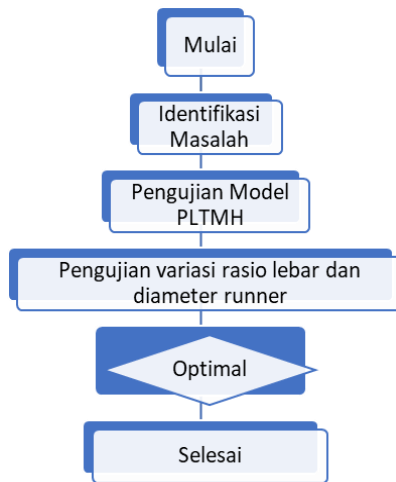 Mulai
Identifikasi
Masalah
Pengujian Model
PLTMH
Pengujian variasi rasio lebar dan
diameter runner
Optimal
Selesai